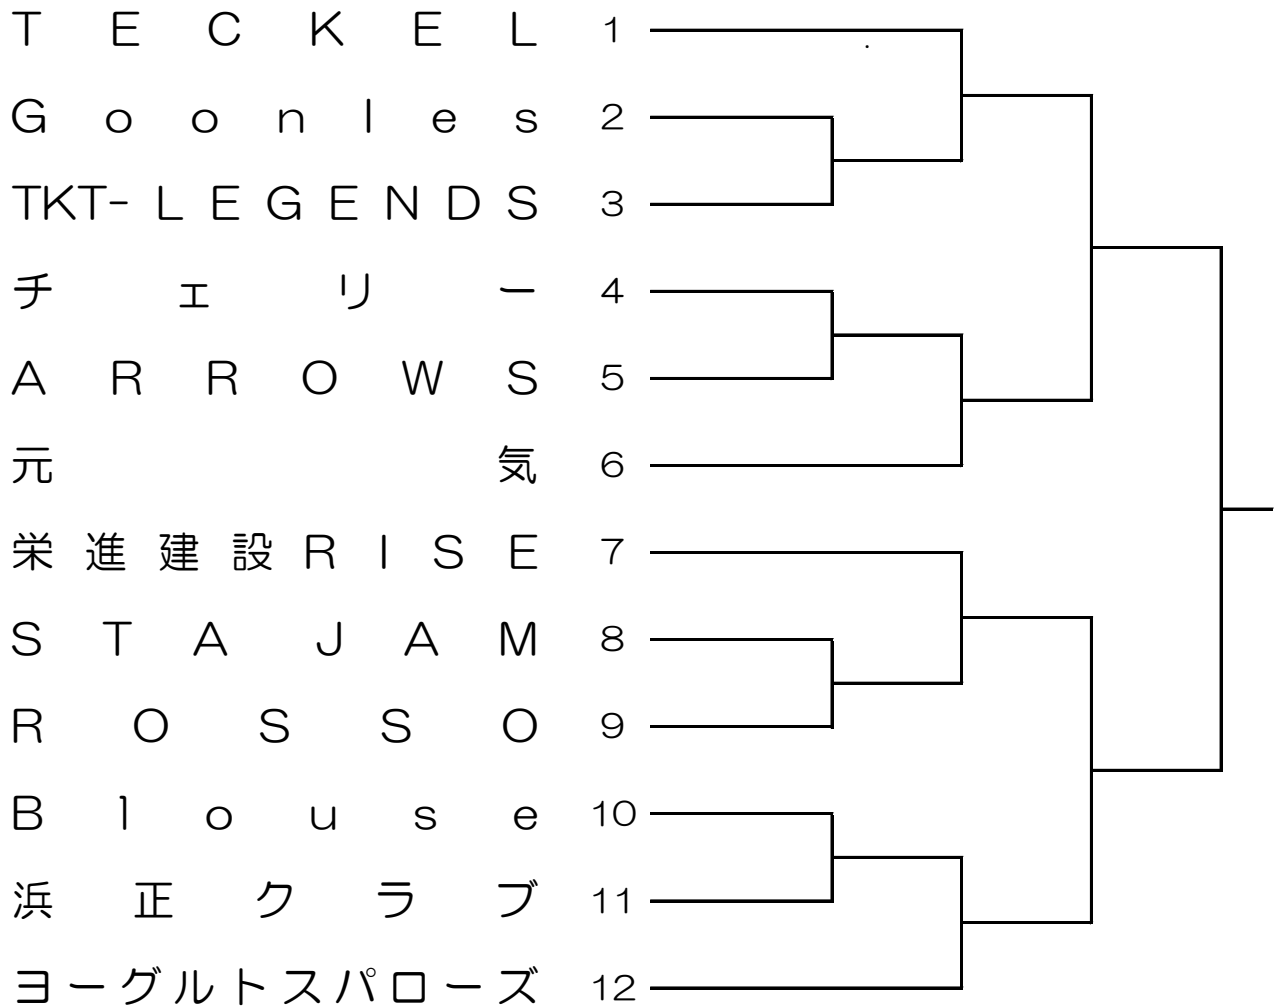 TECKEL 1
Goonles 2
TKT-LEGENDS 3
チェリー 4
ARROWS 5
元気 6
栄進建設RISE 7
STA JAM 8
ROSSO 9
Blouse 10
浜正クラブ 11
ヨーグルトスパローズ 12